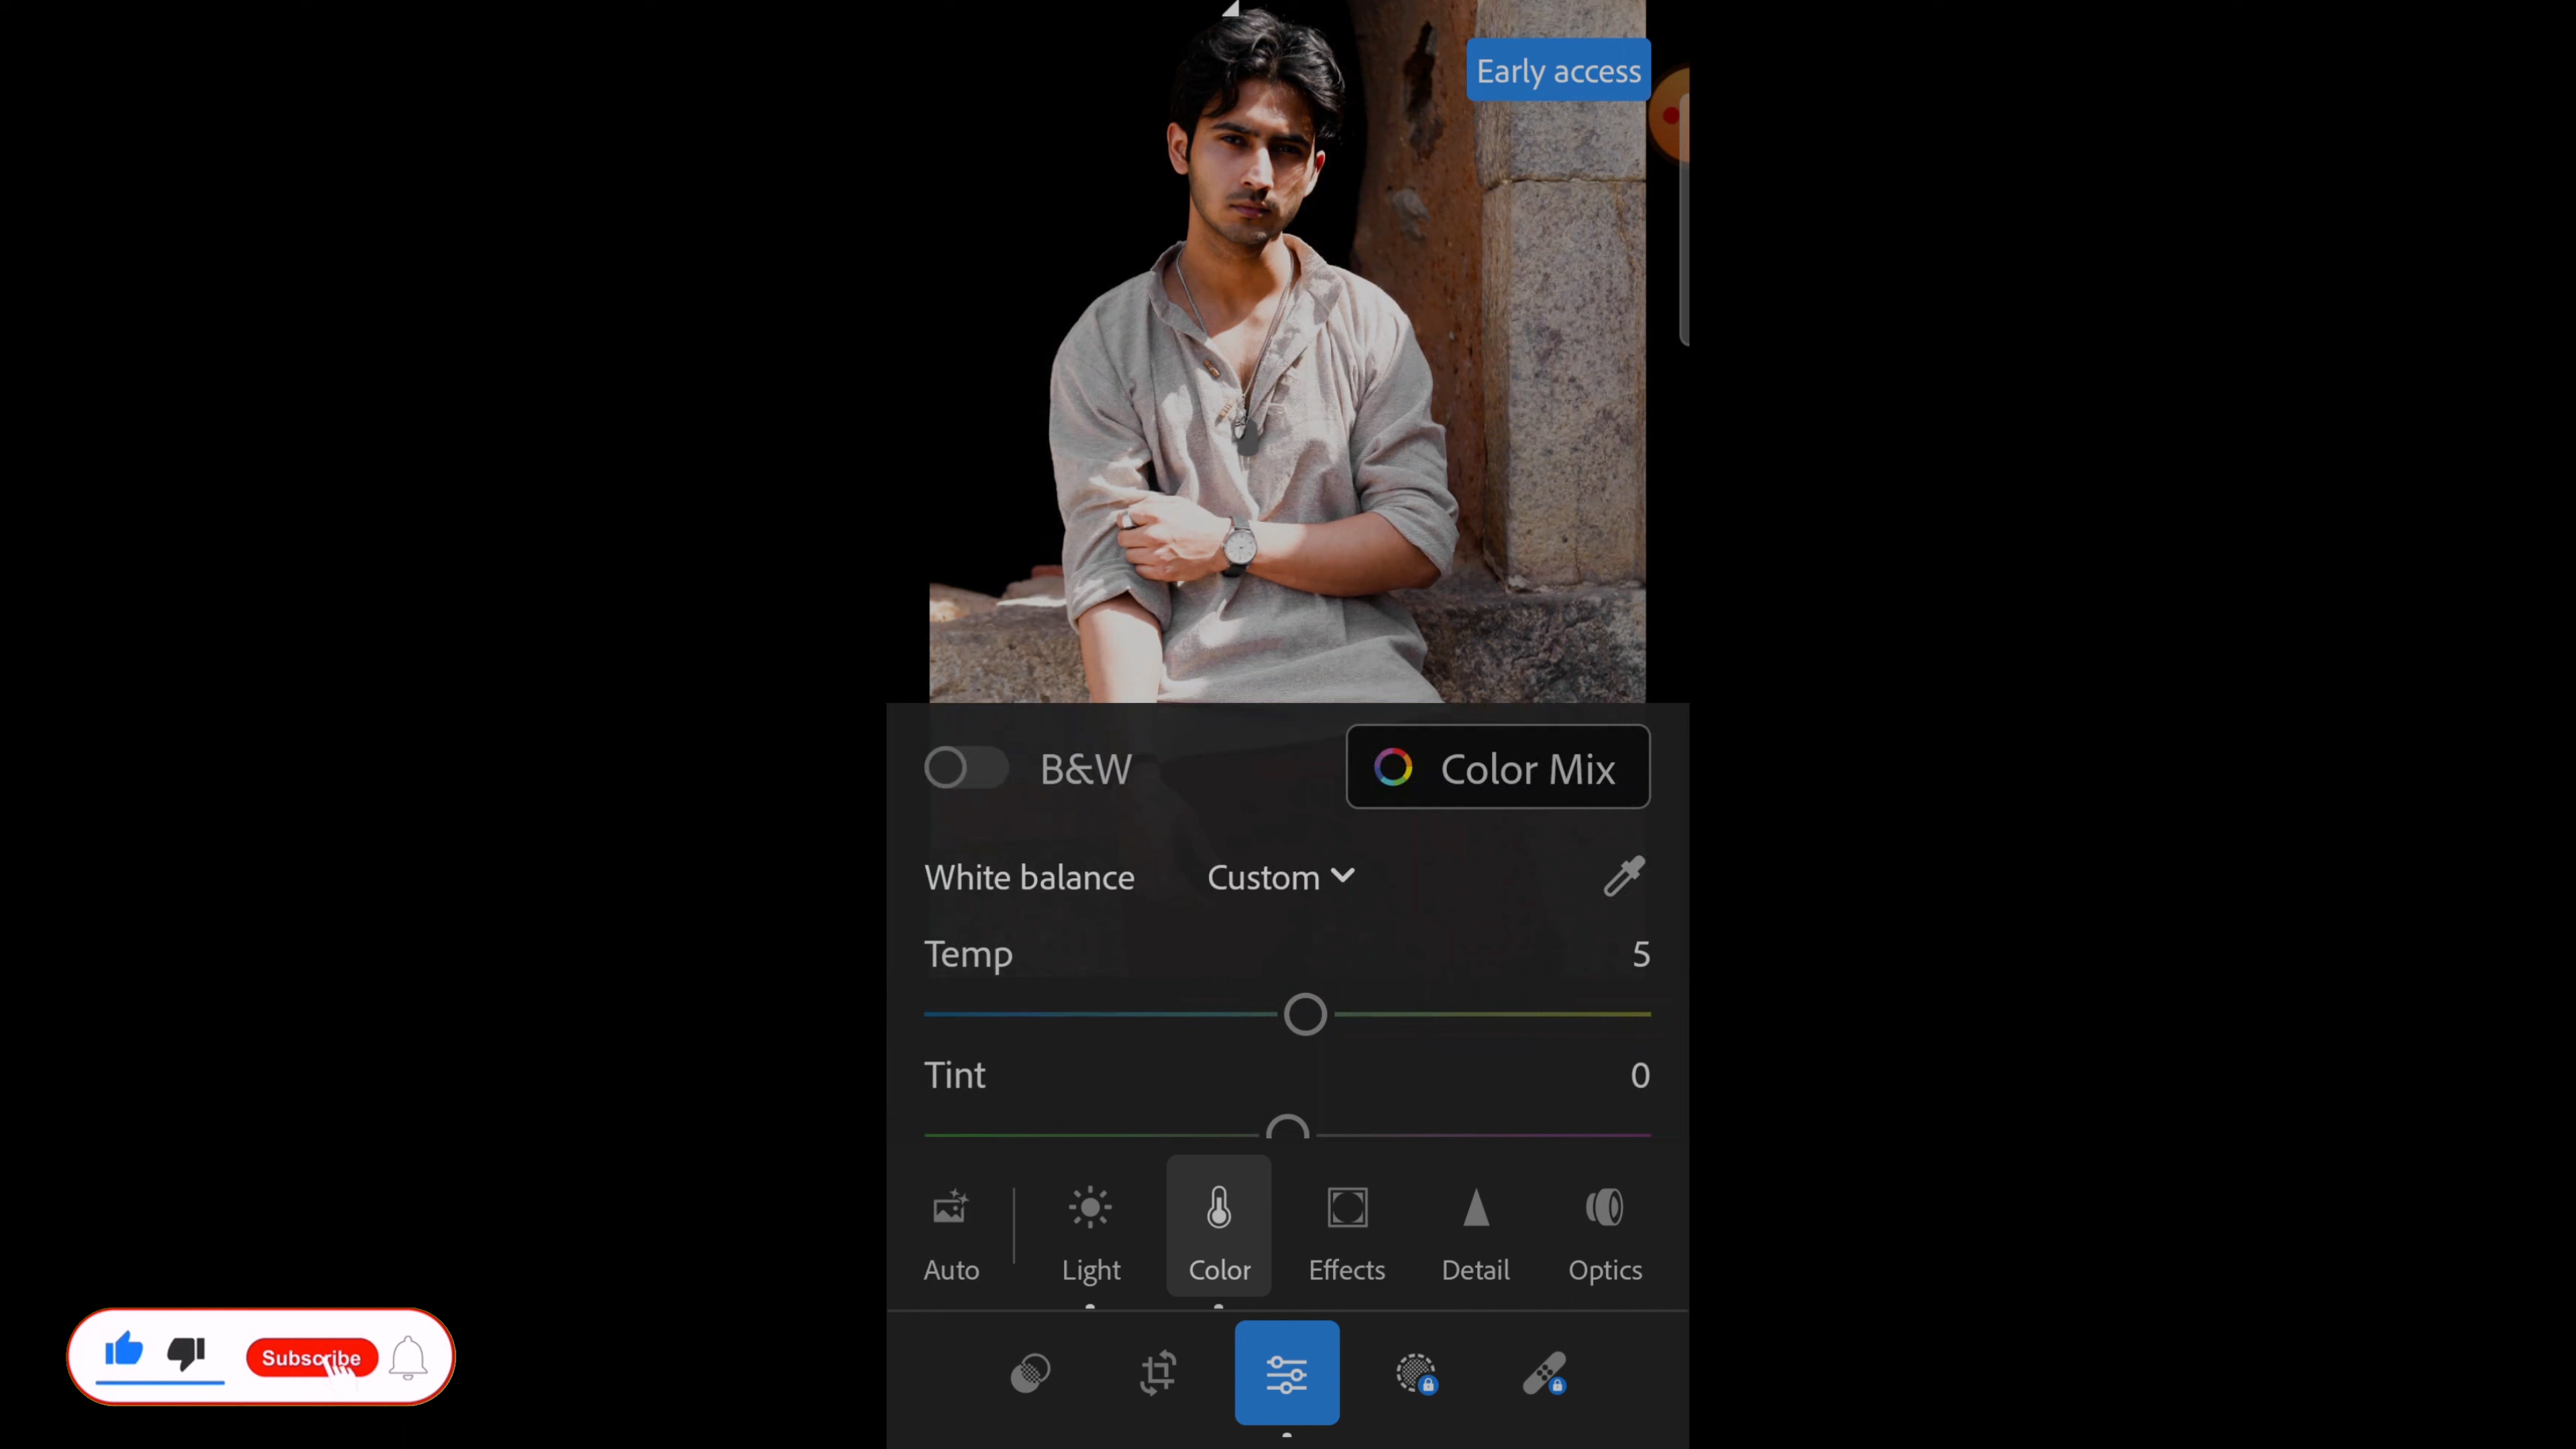 Early access
B&W
Color Mix
White balance
Custom
Temp
5
Tint
0
Auto
Light
Color
Effects
Detail
Optics
Subscribe